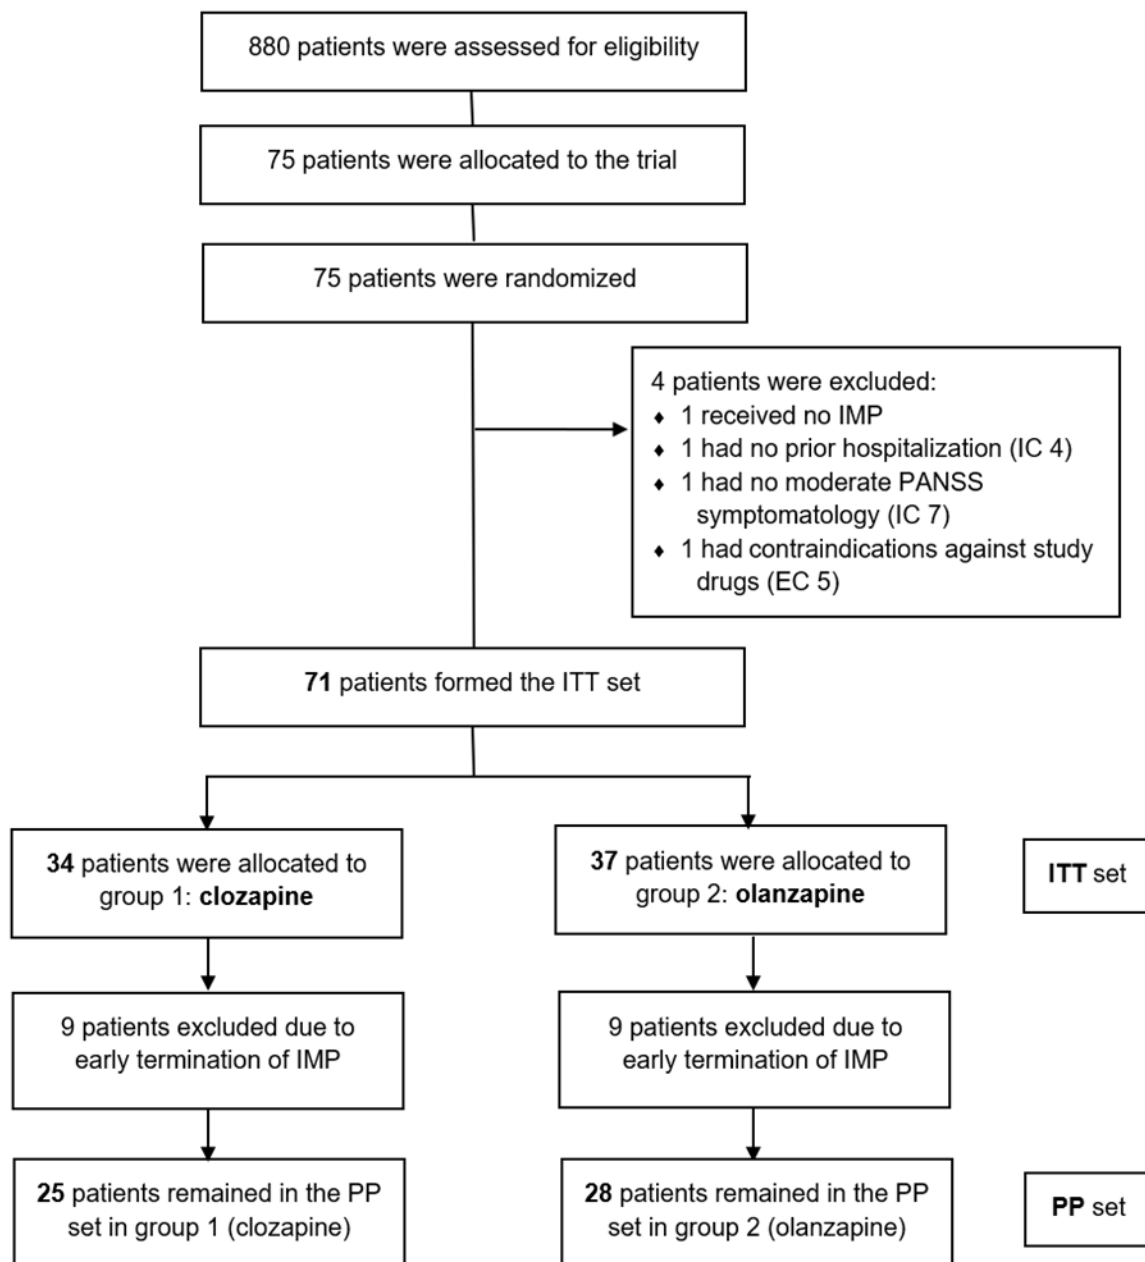 880 patients were assessed for eligibility
75 patients were allocated to the trial
75 patients were randomized
4 patients were excluded:
♦ 1 received no IMP
♦ 1 had no prior hospitalization (IC 4)
♦ 1 had no moderate PANSS
symptomatology (IC 7)
♦ 1 had contraindications against study
drugs (EC 5)
71 patients formed the ITT set
34 patients were allocated to
group 1: clozapine
37 patients were allocated to
group 2: olanzapine
ITT set
9 patients excluded due to
early termination of IMP
9 patients excluded due to
early termination of IMP
25 patients remained in the PP
set in group 1 (clozapine)
28 patients remained in the PP
set in group 2 (olanzapine)
PP set